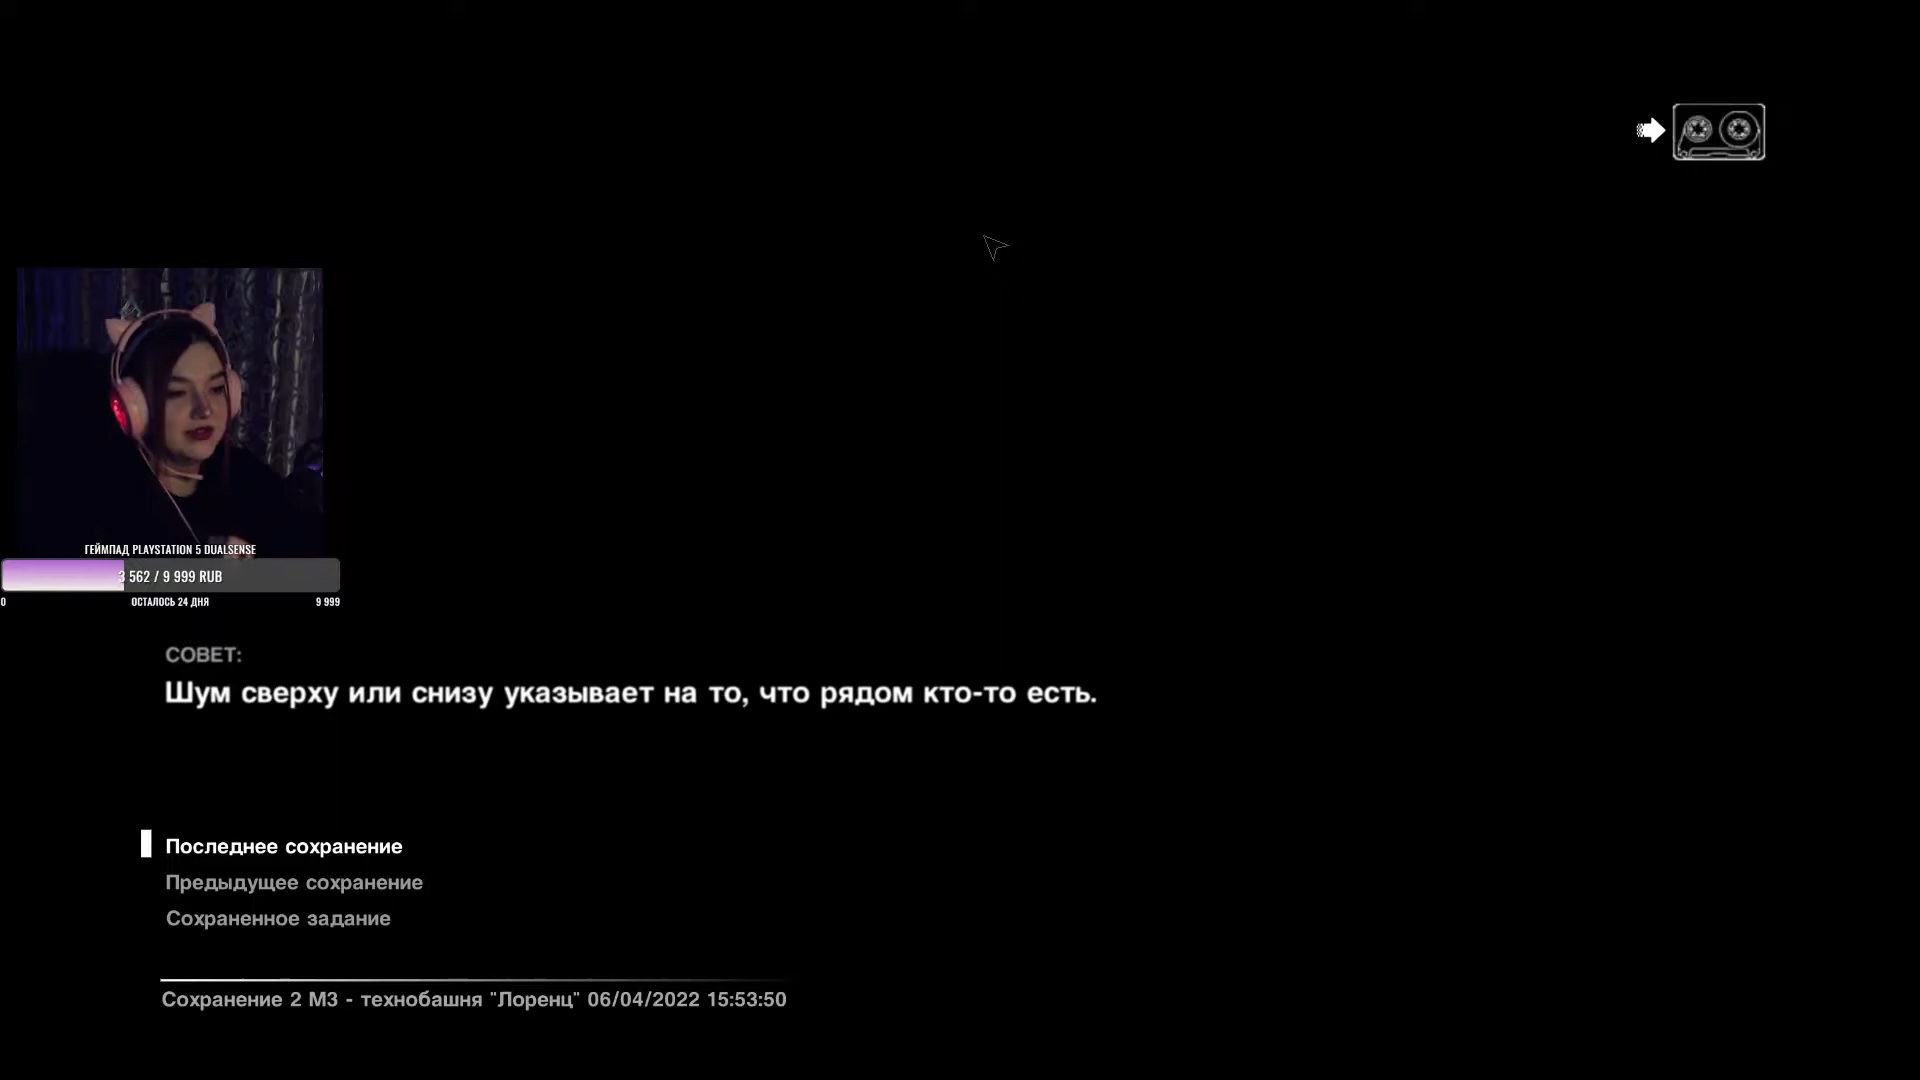 ГЕЙМПАД PLAYSTATION 5 DUALSENSE
3 562 / 9 999 RUB
0 ОСТАЛОСЬ 24 ДНЯ 9 999
СОВЕТ:
Шум сверху или снизу указывает на то, что рядом кто-то есть.
Последнее сохранение
Предыдущее сохранение
Сохраненное задание
Сохранение 2 М3 - технобашня "Лоренц" 06/04/2022 15:53:50